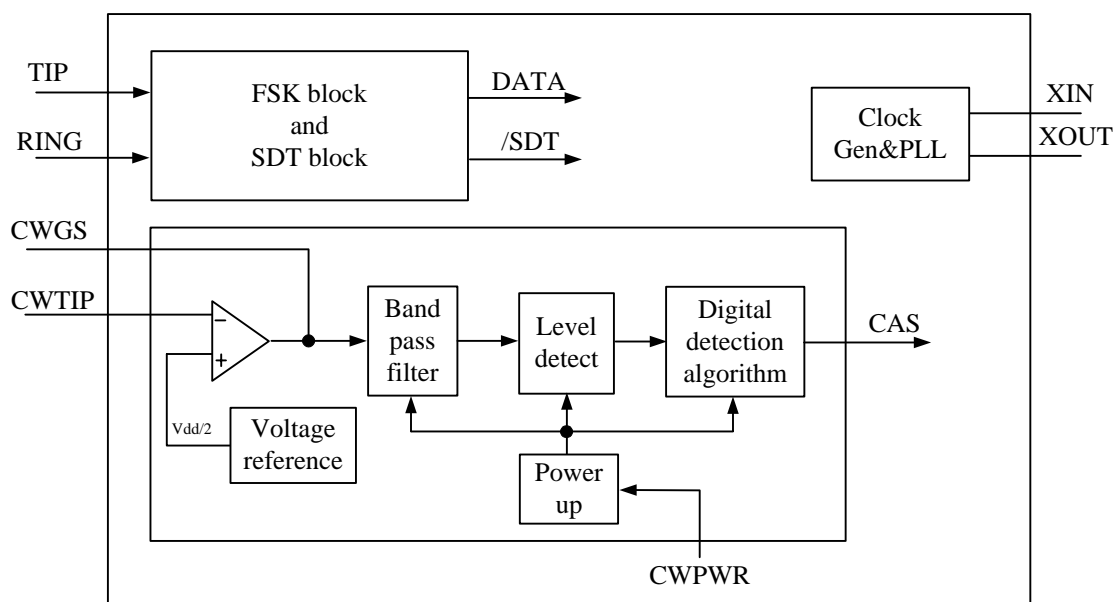 TIP
RING
FSK block
and
SDT block
DATA
/SDT
Clock
Gen&PLL
XIN
XOUT
CWGS
CWTIP
−
+
Vdd/2
Voltage
reference
Band
pass
filter
Level
detect
Digital
detection
algorithm
CAS
Power
up
CWPWR